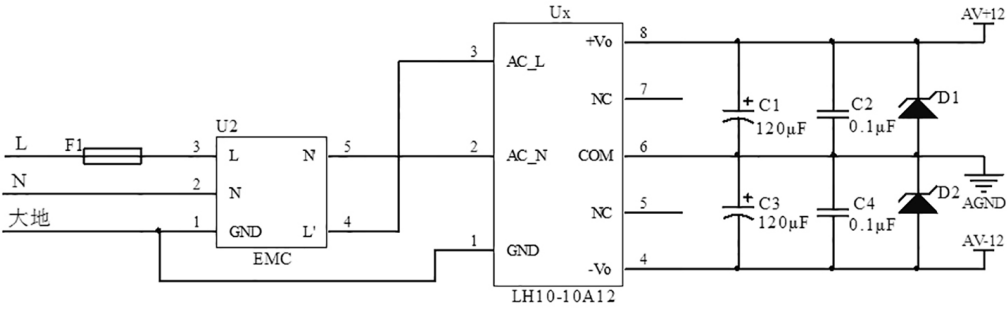 Ux
AV+12
+Vo 8
3 AC_L
NC 7
C1 120μF
C2 0.1μF
D1
L F1
U2
3 L N 5
2 AC_N COM 6
N 2 N
AGND
D2
C3 120μF
C4 0.1μF
NC 5
大地 1 GND L' 4
EMC
1 GND
AV-12
-Vo 4
LH10-10A12